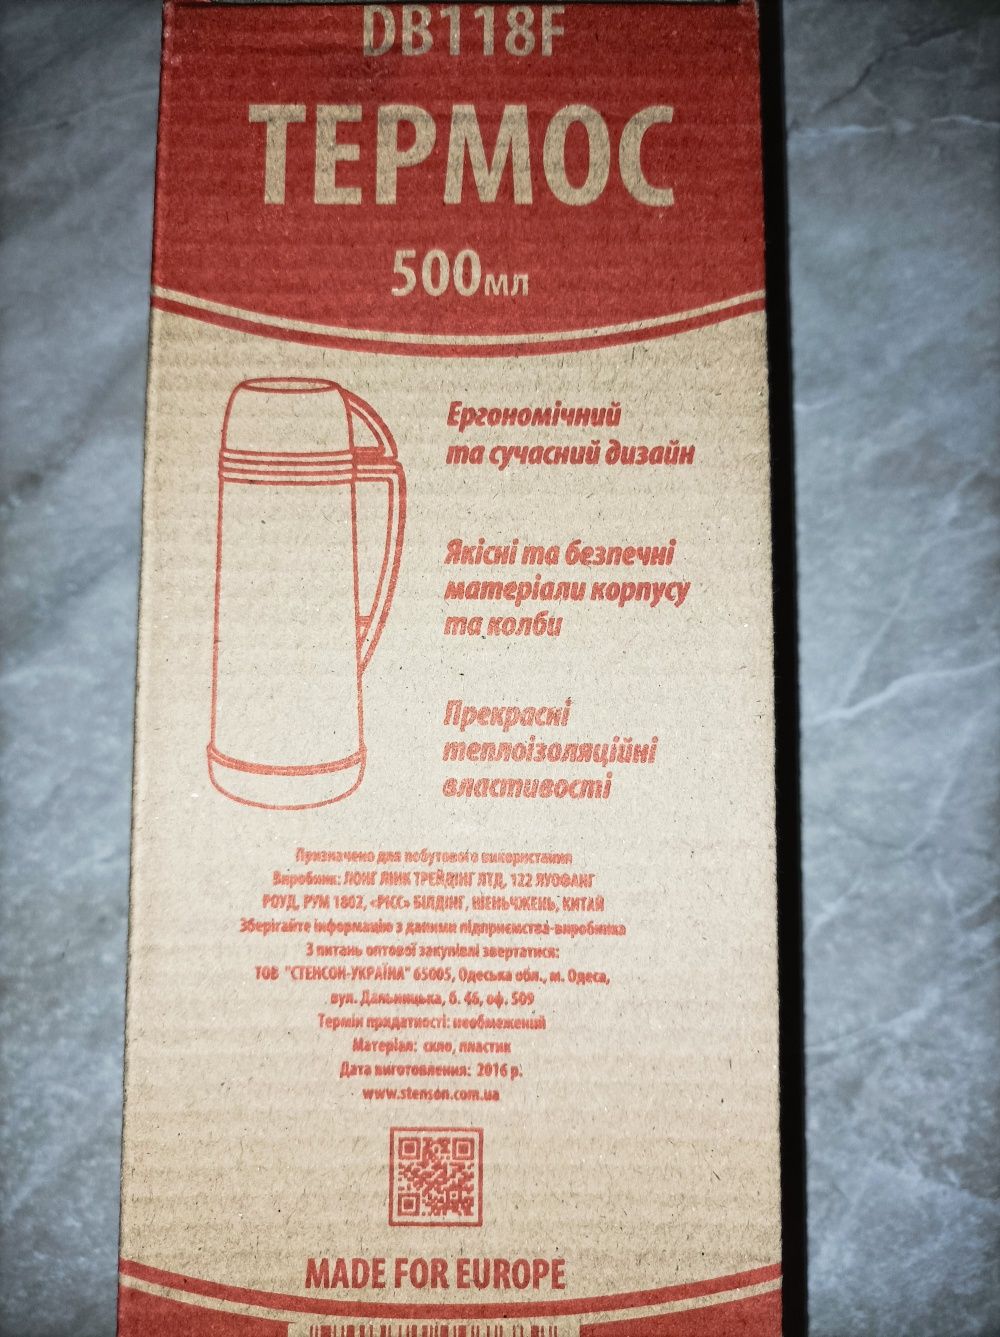 DB118F
ТЕРМОС
500мл
Ергономічний
та сучасний дизайн
Якісні та безпечні
матеріали корпусу
та колби
Прекрасні
теплоізоляційні
властивості
Призначено для побутового використання
Виробник: ЛОНГ ЛІНК ТРЕЙДІНГ ЛТД, 122 ЛУОФАНГ
РОУД, РУМ 1802, «РІСС» БІЛДІНГ, ШЕНЬЧЖЕНЬ, КИТАЙ
Зберігайте інформацію з даними підприємства-виробника
З питань оптової закупівлі звертатися:
ТОВ "СТЕНСОН-УКРАЇНА" 65005, Одеська обл., м. Одеса,
вул. Дальницька, б. 46, оф. 509
Термін придатності: необмежений
Матеріал: скло, пластик
Дата виготовлення: 2016 р.
www.stenson.com.ua
MADE FOR EUROPE